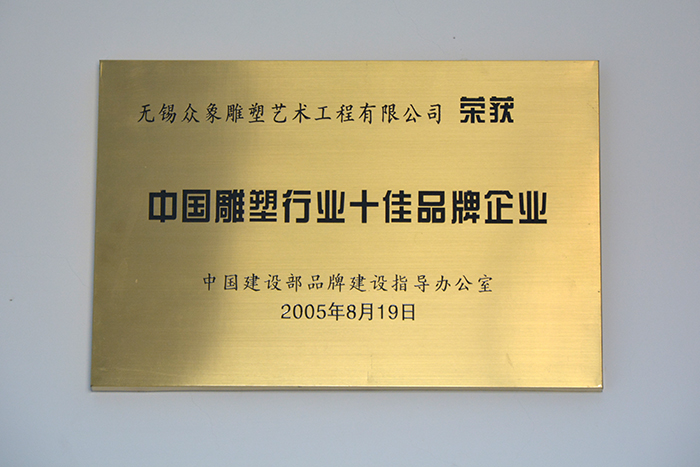 无锡众象雕塑艺术工程有限公司 荣获
中国雕塑行业十佳品牌企业
中国建设部品牌建设指导办公室
2005年8月19日